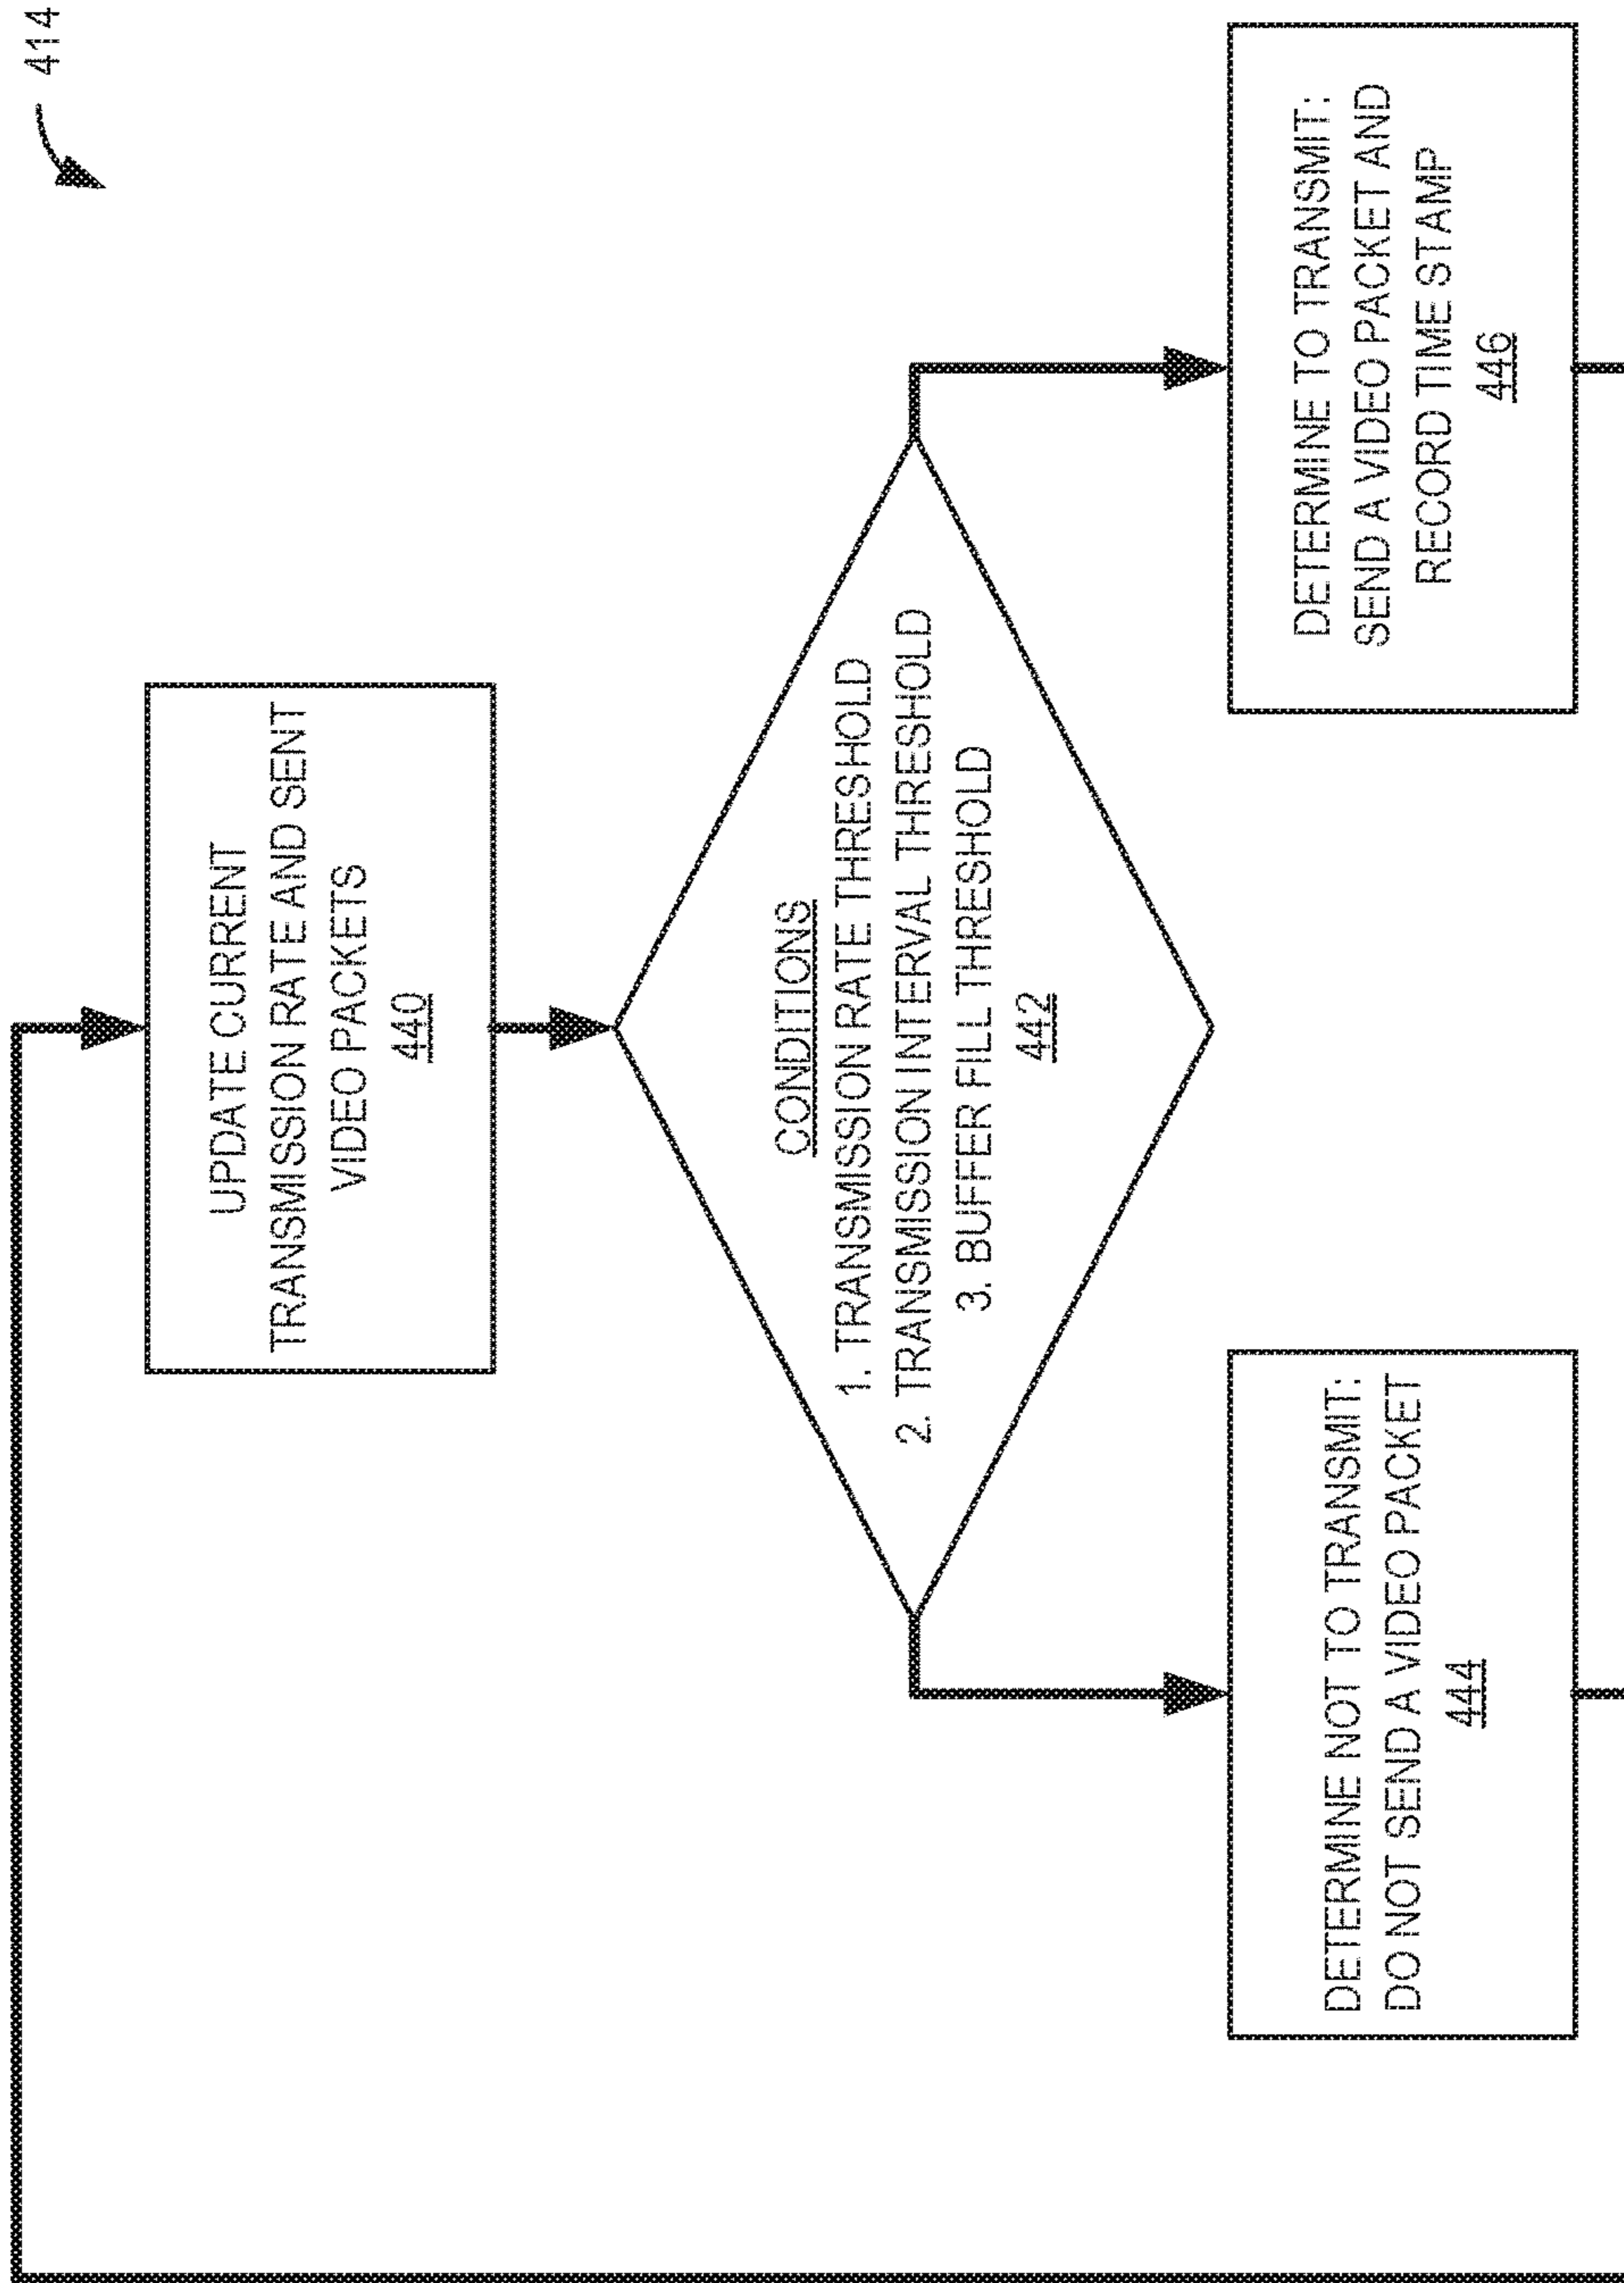 414
UPDATE CURRENT
TRANSMISSION RATE AND SENT
VIDEO PACKETS
440
CONDITIONS
1. TRANSMISSION RATE THRESHOLD
2. TRANSMISSION INTERVAL THRESHOLD
3. BUFFER FILL THRESHOLD
442
DETERMINE NOT TO TRANSMIT:
DO NOT SEND A VIDEO PACKET
444
DETERMINE TO TRANSMIT:
SEND A VIDEO PACKET AND
RECORD TIME STAMP
446